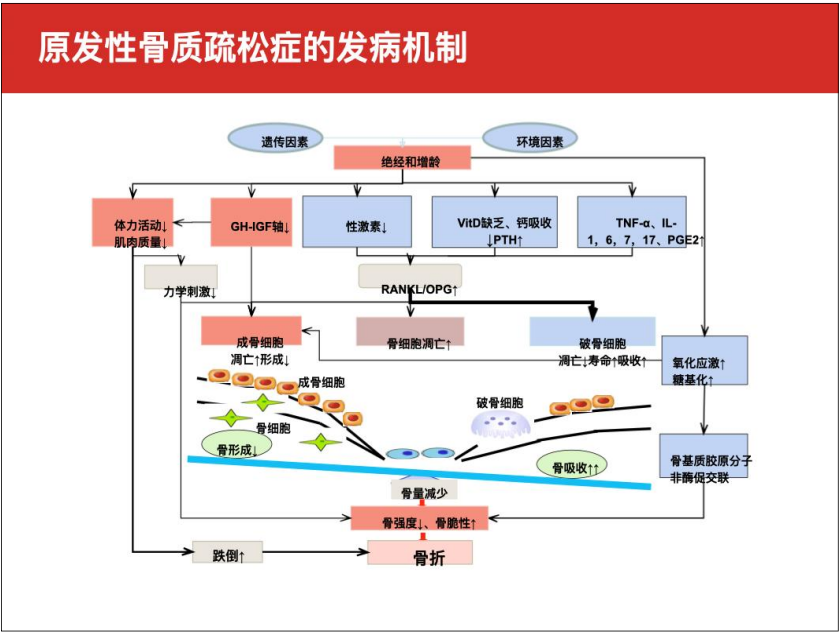 原发性骨质疏松症的发病机制
遗传因素
环境因素
绝经和增龄
体力活动↓
肌肉质量↓
GH-IGF轴↓
性激素↓
VitD缺乏、钙吸收
↓PTH↑
TNF-α、IL-
1，6，7，17、PGE2↑
力学刺激↓
RANKL/OPG↑
成骨细胞
凋亡↑形成↓
骨细胞凋亡↑
破骨细胞
凋亡↓寿命↑吸收↑
氧化应激↑
糖基化↑
成骨细胞
破骨细胞
骨细胞
骨形成↓
骨吸收↑↑
骨基质胶原分子
非酶促交联
骨量减少
骨强度↓、骨脆性↑
跌倒↑
骨折